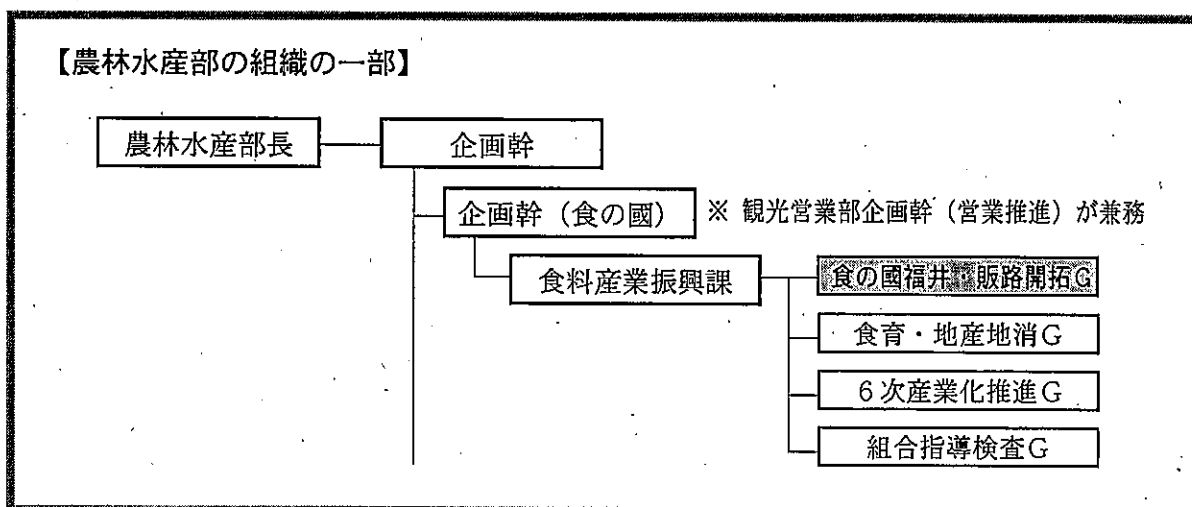 【農林水産部の組織の一部】
農林水産部長
企画幹
企画幹（食の國）
※ 観光営業部企画幹（営業推進）が兼務
食料産業振興課
食の國福井・販路開拓Ｇ
食育・地産地消Ｇ
６次産業化推進Ｇ
組合指導検査Ｇ